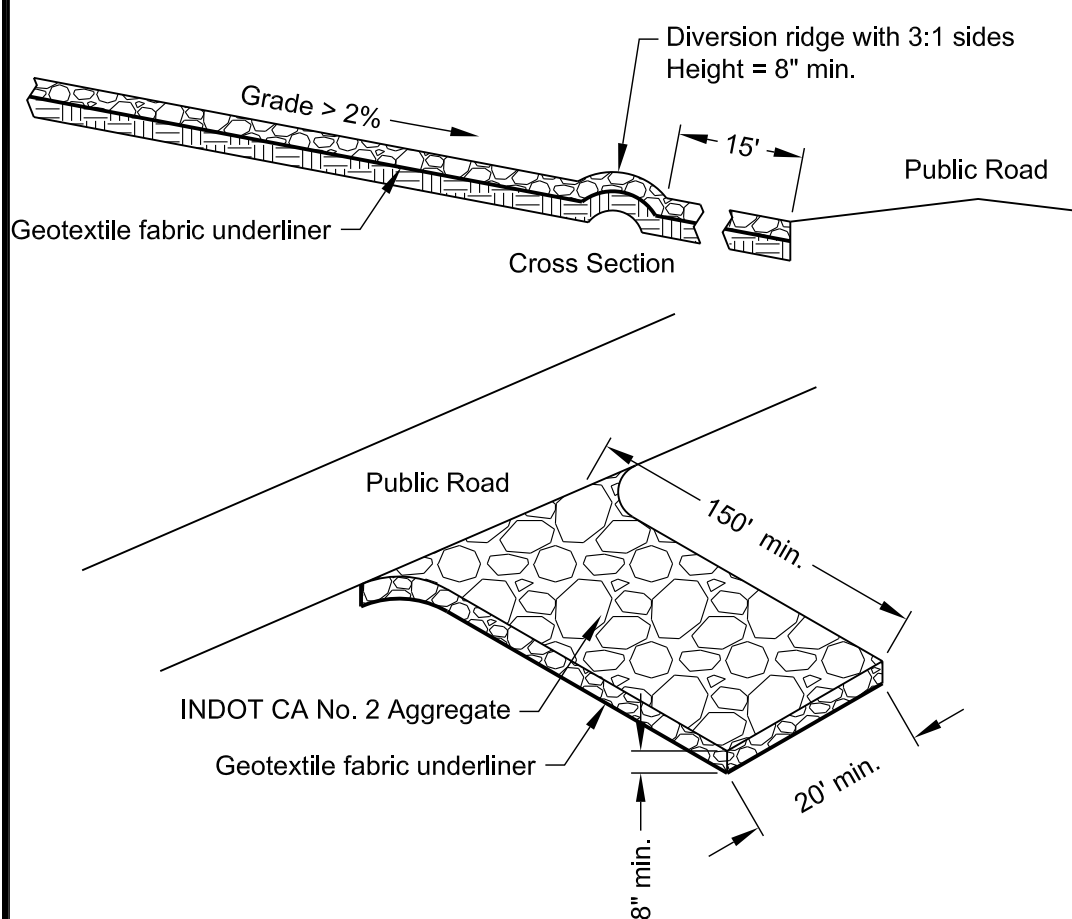 Diversion ridge with 3:1 sides
Height = 8" min.
Grade > 2%
15'
Public Road
Geotextile fabric underliner
Cross Section
Public Road
150' min.
INDOT CA No. 2 Aggregate
Geotextile fabric underliner
20' min.
8" min.